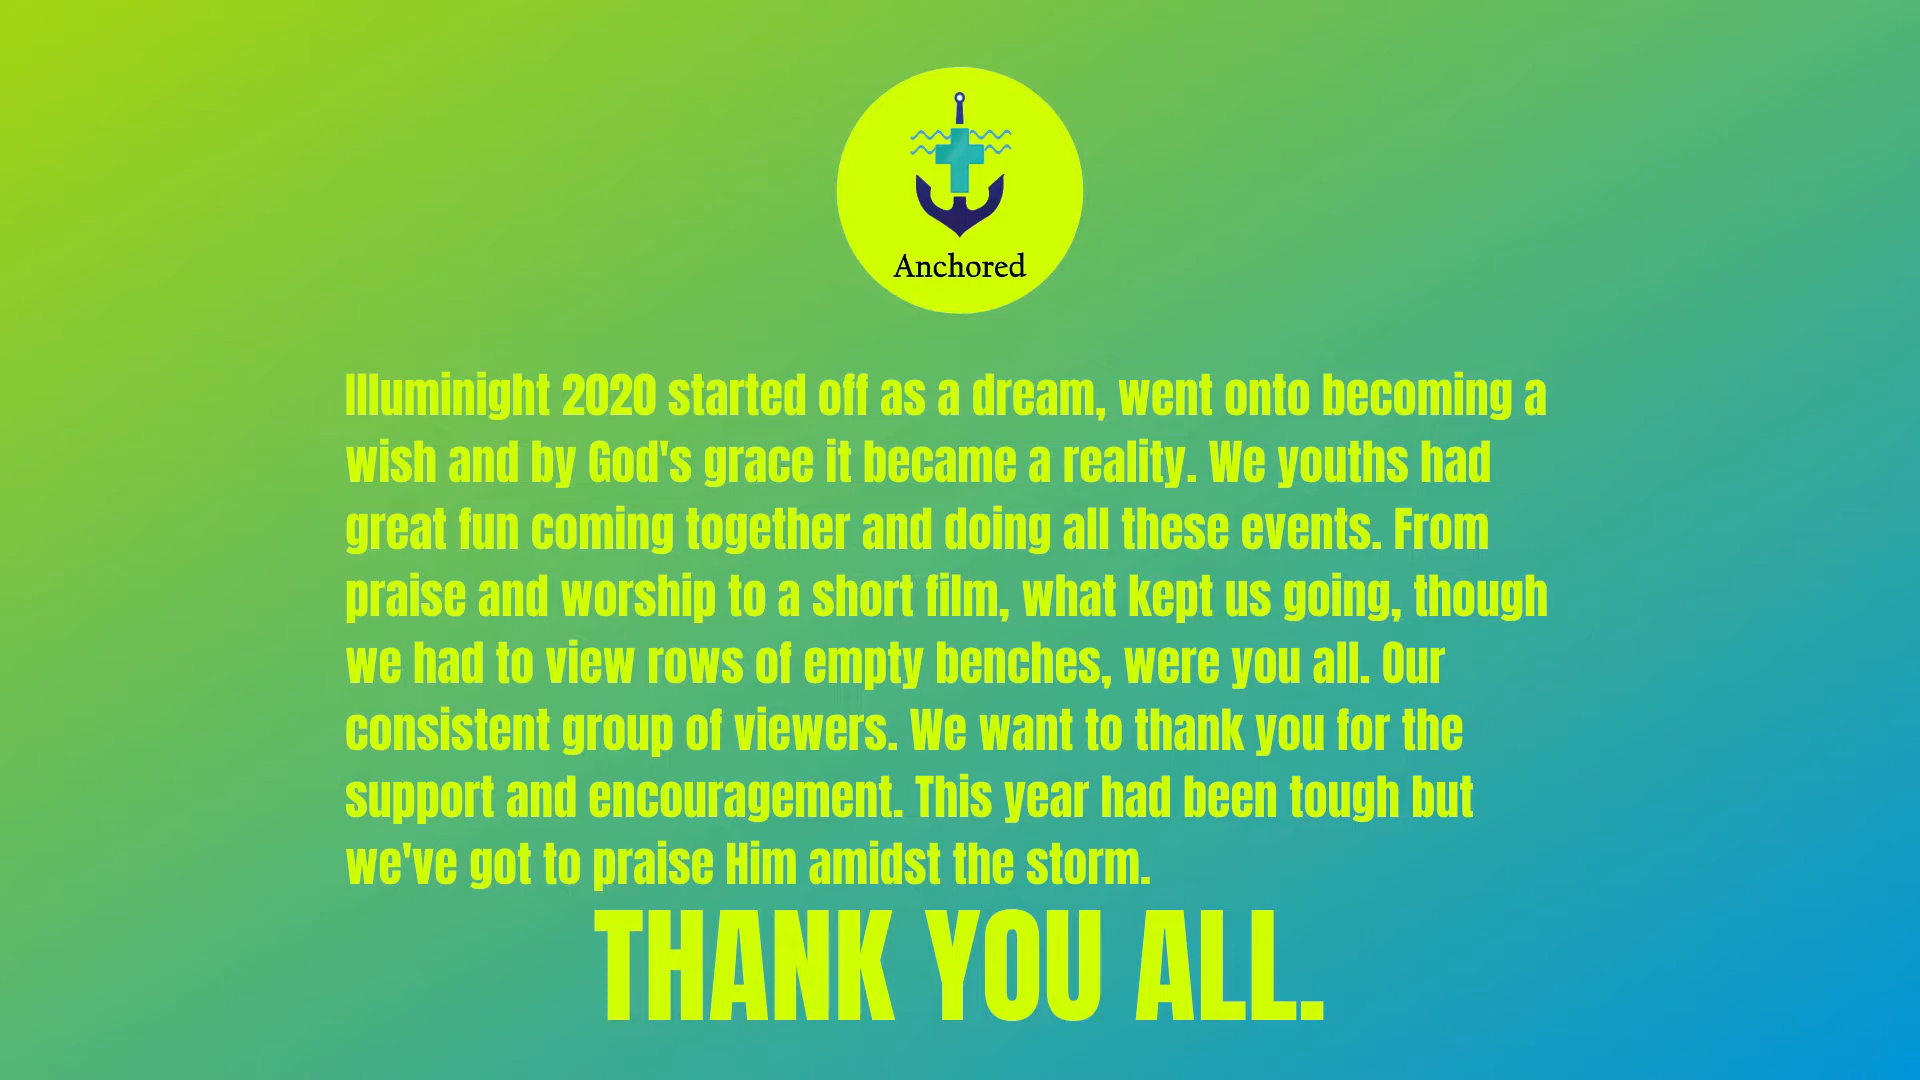 Anchored
Illuminight 2020 started off as a dream, went onto becoming a
wish and by God's grace it became a reality. We youths had
great fun coming together and doing all these events. From
praise and worship to a short film, what kept us going, though
we had to view rows of empty benches, were you all. Our
consistent group of viewers. We want to thank you for the
support and encouragement. This year had been tough but
we've got to praise Him amidst the storm.
THANK YOU ALL.